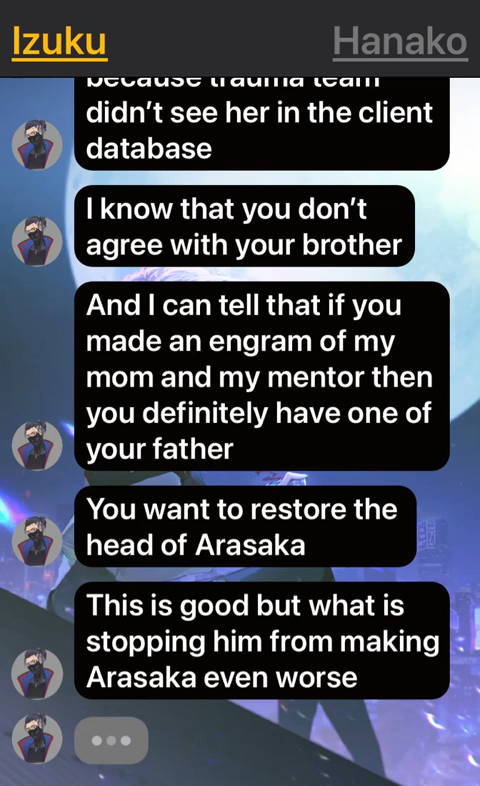 Izuku
Hanako
because trauma team
didn’t see her in the client
database
I know that you don’t
agree with your brother
And I can tell that if you
made an engram of my
mom and my mentor then
you definitely have one of
your father
You want to restore the
head of Arasaka
This is good but what is
stopping him from making
Arasaka even worse